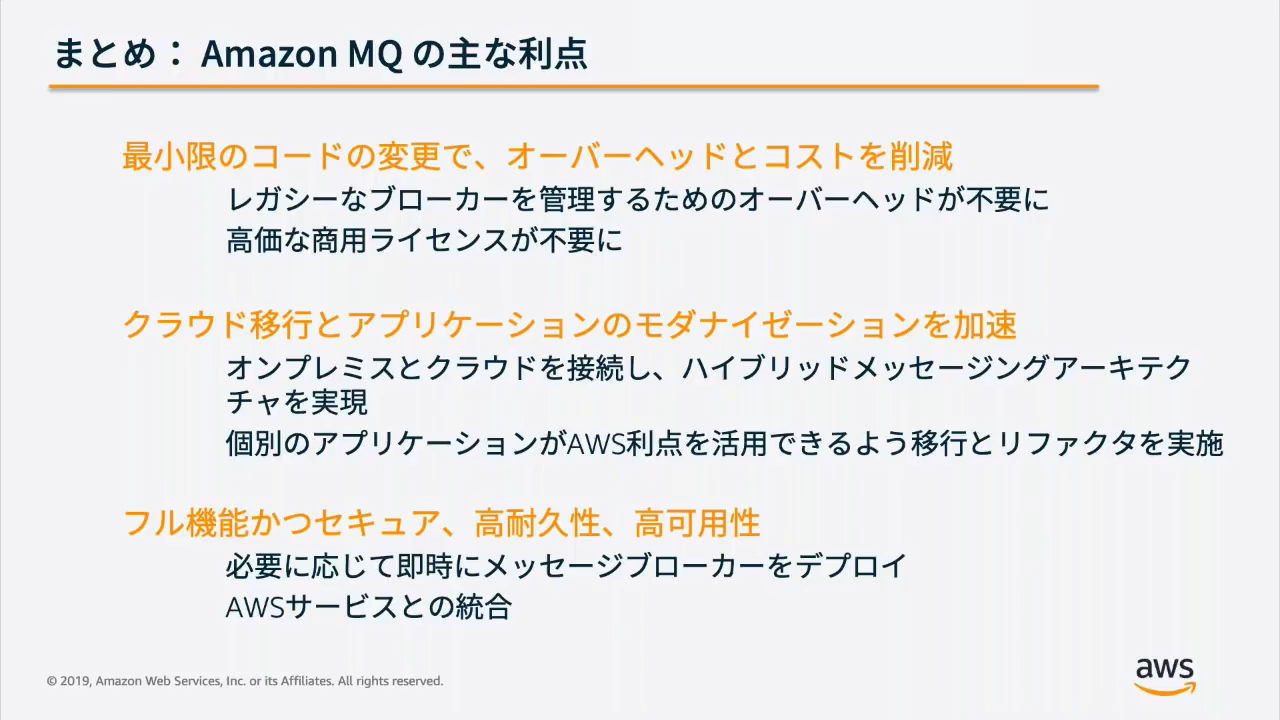 まとめ： Amazon MQ の主な利点
最小限のコードの変更で、オーバーヘッドとコストを削減
レガシーなブローカーを管理するためのオーバーヘッドが不要に
高価な商用ライセンスが不要に
クラウド移行とアプリケーションのモダナイゼーションを加速
オンプレミスとクラウドを接続し、ハイブリッドメッセージングアーキテク
チャを実現
個別のアプリケーションがAWS利点を活用できるよう移行とリファクタを実施
フル機能かつセキュア、高耐久性、高可用性
必要に応じて即時にメッセージブローカーをデプロイ
AWSサービスとの統合
© 2019, Amazon Web Services, Inc. or its Affiliates. All rights reserved.
aws